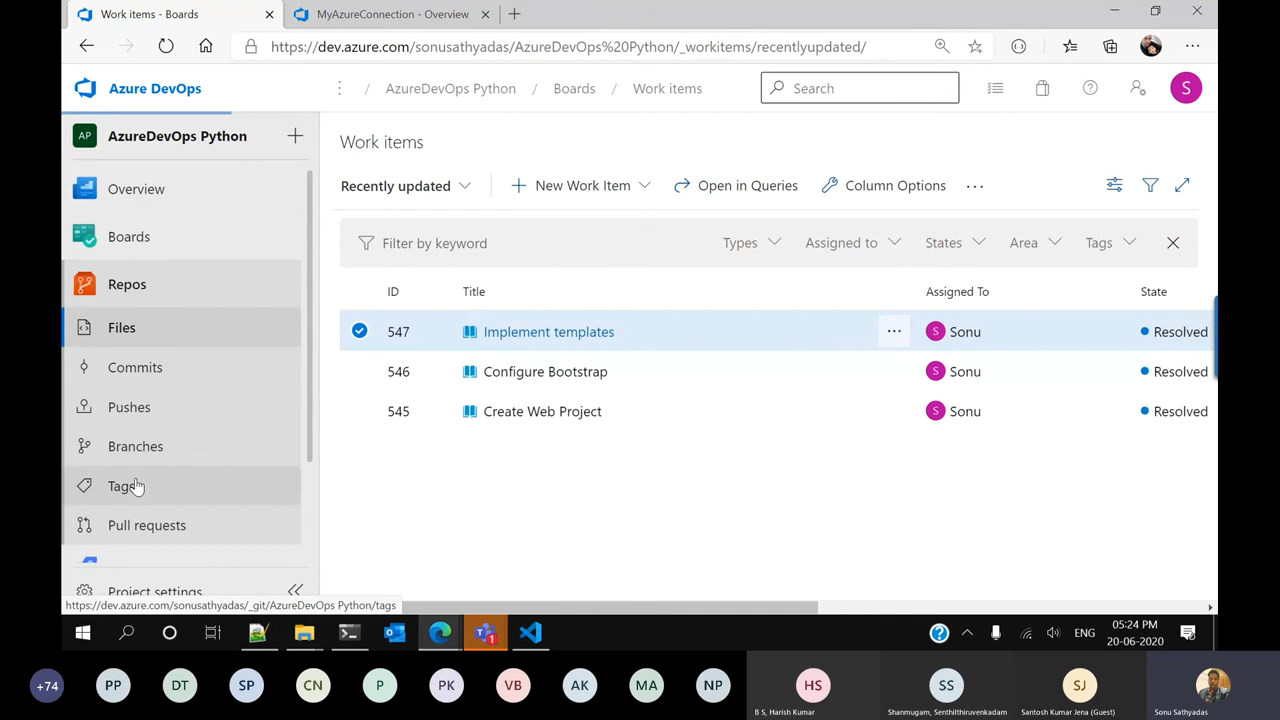 Work items - Boards
MyAzureConnection - Overview
https://dev.azure.com/sonusathyadas/AzureDevOps%20Python/_workitems/recentlyupdated/
Azure DevOps
/ AzureDevOps Python / Boards / Work items
Search
S
AP AzureDevOps Python
Overview
Boards
Repos
Files
Commits
Pushes
Branches
Tags
Pull requests
Project settings
https://dev.azure.com/sonusathyadas/_git/AzureDevOps Python/tags
Work items
Recently updated
New Work Item
Open in Queries
Column Options
Filter by keyword
Types
Assigned to
States
Area
Tags
ID Title Assigned To State
547 Implement templates S Sonu Resolved
546 Configure Bootstrap S Sonu Resolved
545 Create Web Project S Sonu Resolved
1
ENG
05:24 PM
20-06-2020
+74 PP DT SP CN P PK VB AK MA NP HS SS SJ
B S, Harish Kumar
Shanmugam, Senthilthiruvenkadam
Santosh Kumar Jena (Guest)
Sonu Sathyadas